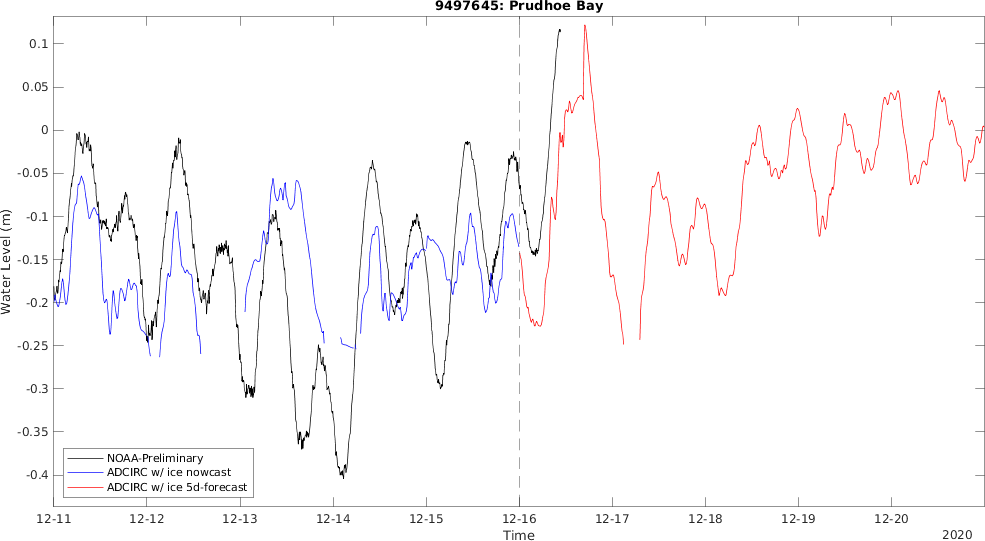 9497645: Prudhoe Bay
Water Level (m)
0.1
0.05
0
-0.05
-0.1
-0.15
-0.2
-0.25
-0.3
-0.35
-0.4
NOAA-Preliminary
ADCIRC w/ ice nowcast
ADCIRC w/ ice 5d-forecast
12-11 12-12 12-13 12-14 12-15 12-16 12-17 12-18 12-19 12-20
Time
2020